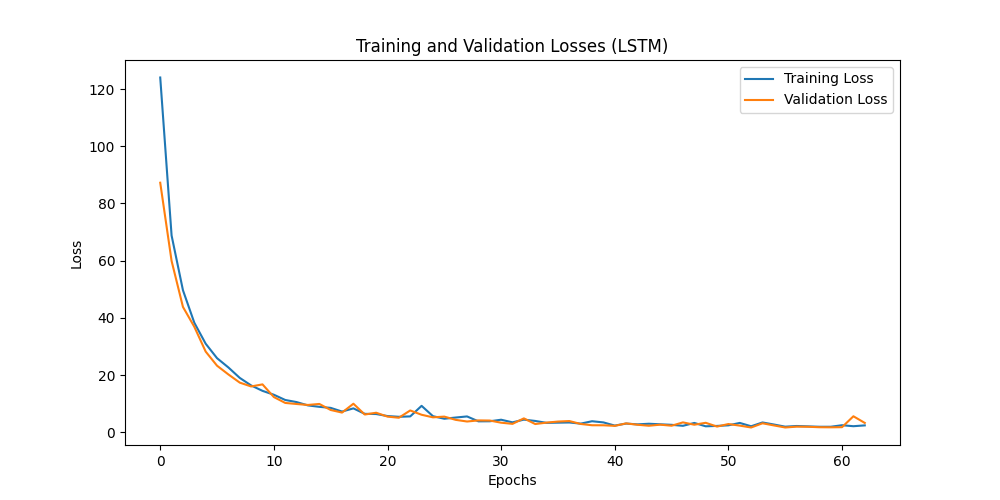 Training and Validation Losses (LSTM)
Training Loss
Validation Loss
120
100
80
60
40
20
0
Loss
0 10 20 30 40 50 60
Epochs